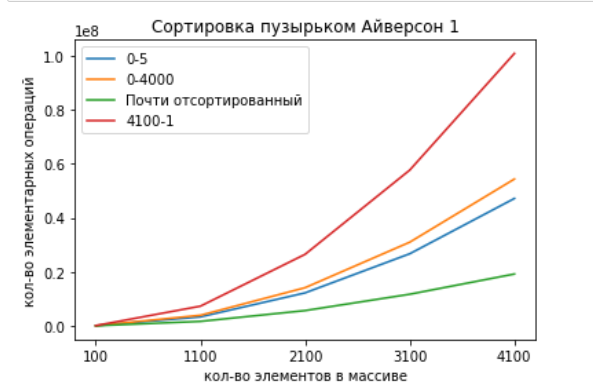 Сортировка пузырьком Айверсон 1
1e8
1.0
0.8
0.6
0.4
0.2
0.0
кол-во элементарных операций
0-5
0-4000
Почти отсортированный
4100-1
100 1100 2100 3100 4100
кол-во элементов в массиве